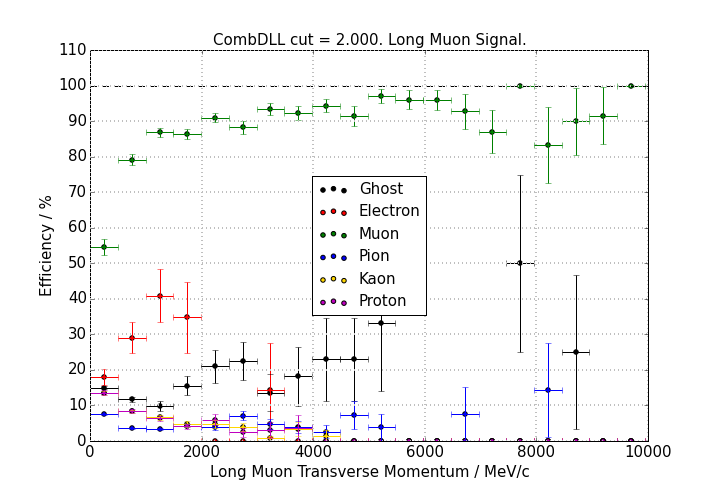 CombDLL cut = 2.000. Long Muon Signal.
110
100
90
80
70
60
50
40
30
20
10
0
Efficiency / %
Ghost
Electron
Muon
Pion
Kaon
Proton
0 2000 4000 6000 8000 10000
Long Muon Transverse Momentum / MeV/c